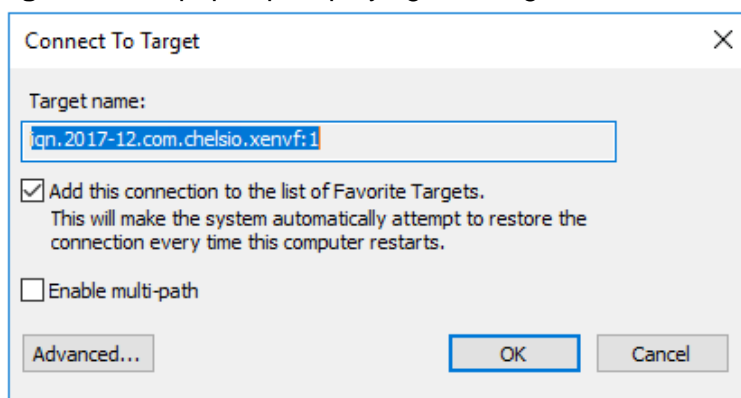 Connect To Target
Target name:
iqn.2017-12.com.chelsio.xenvf:1
Add this connection to the list of Favorite Targets.
This will make the system automatically attempt to restore the
connection every time this computer restarts.
Enable multi-path
Advanced...
OK
Cancel